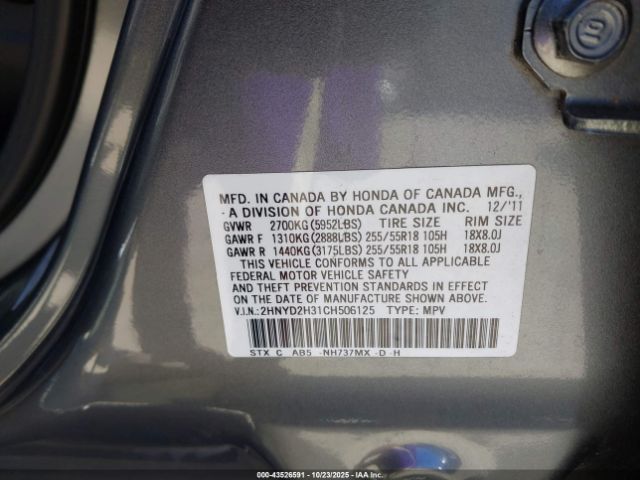 MFD. IN CANADA BY HONDA OF CANADA MFG.,
A DIVISION OF HONDA CANADA INC. 12/'11
GVWR 2700KG(5952LBS) TIRE SIZE RIM SIZE
GAWR F 1310KG(2888LBS) 255/55R18 105H 18X8.0J
GAWR R 1440KG(3175LBS) 255/55R18 105H 18X8.0J
THIS VEHICLE CONFORMS TO ALL APPLICABLE
FEDERAL MOTOR VEHICLE SAFETY
AND THEFT PREVENTION STANDARDS IN EFFECT
ON THE DATE OF MANUFACTURE SHOWN ABOVE.
V.I.N.: 2HNYD2H31CH506125 TYPE: MPV
STX C AB5 -NH737MX -D -H
000-43526591 - 10/23/2025 - IAA Inc.